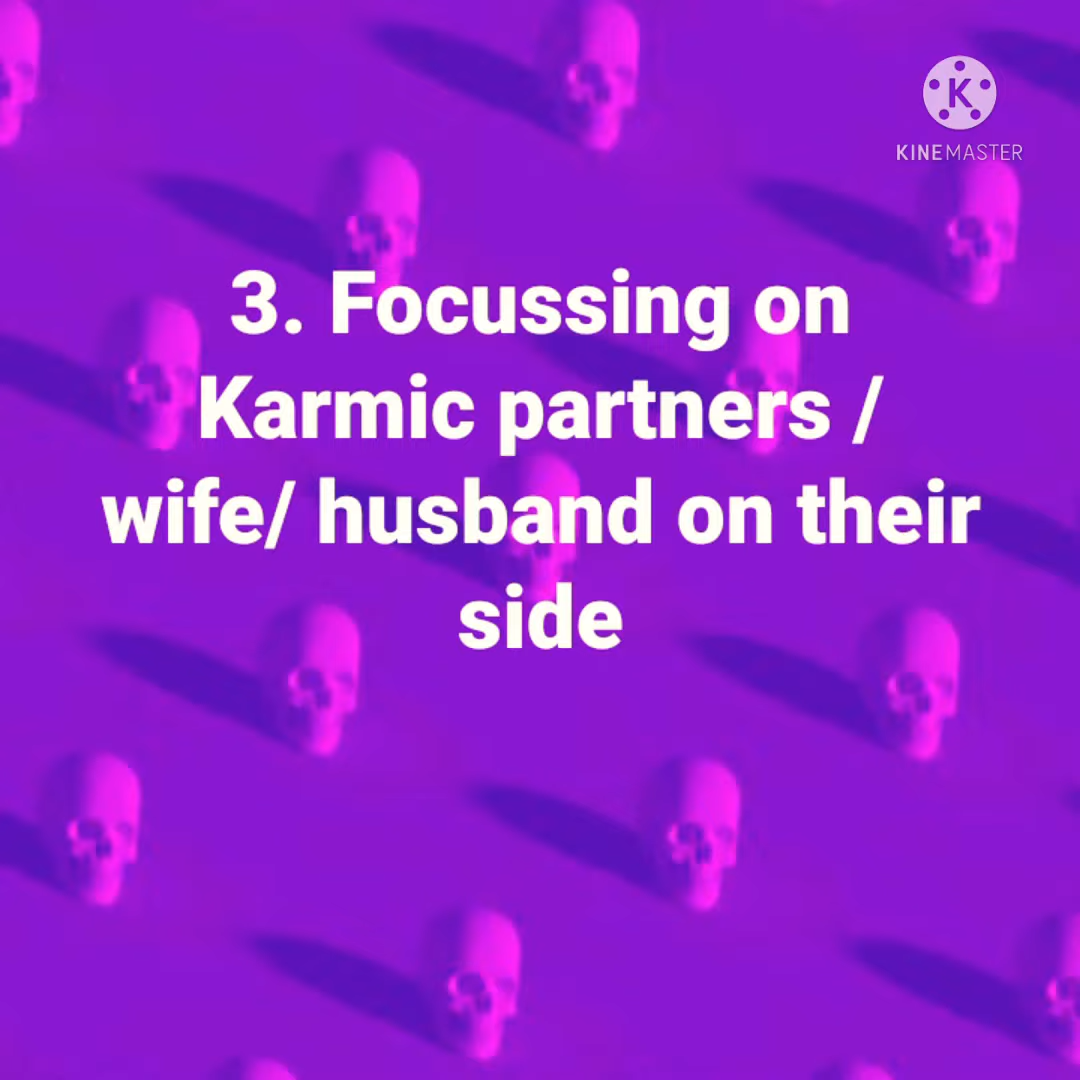 K
KINEMASTER
3. Focussing on
Karmic partners /
wife/ husband on their
side